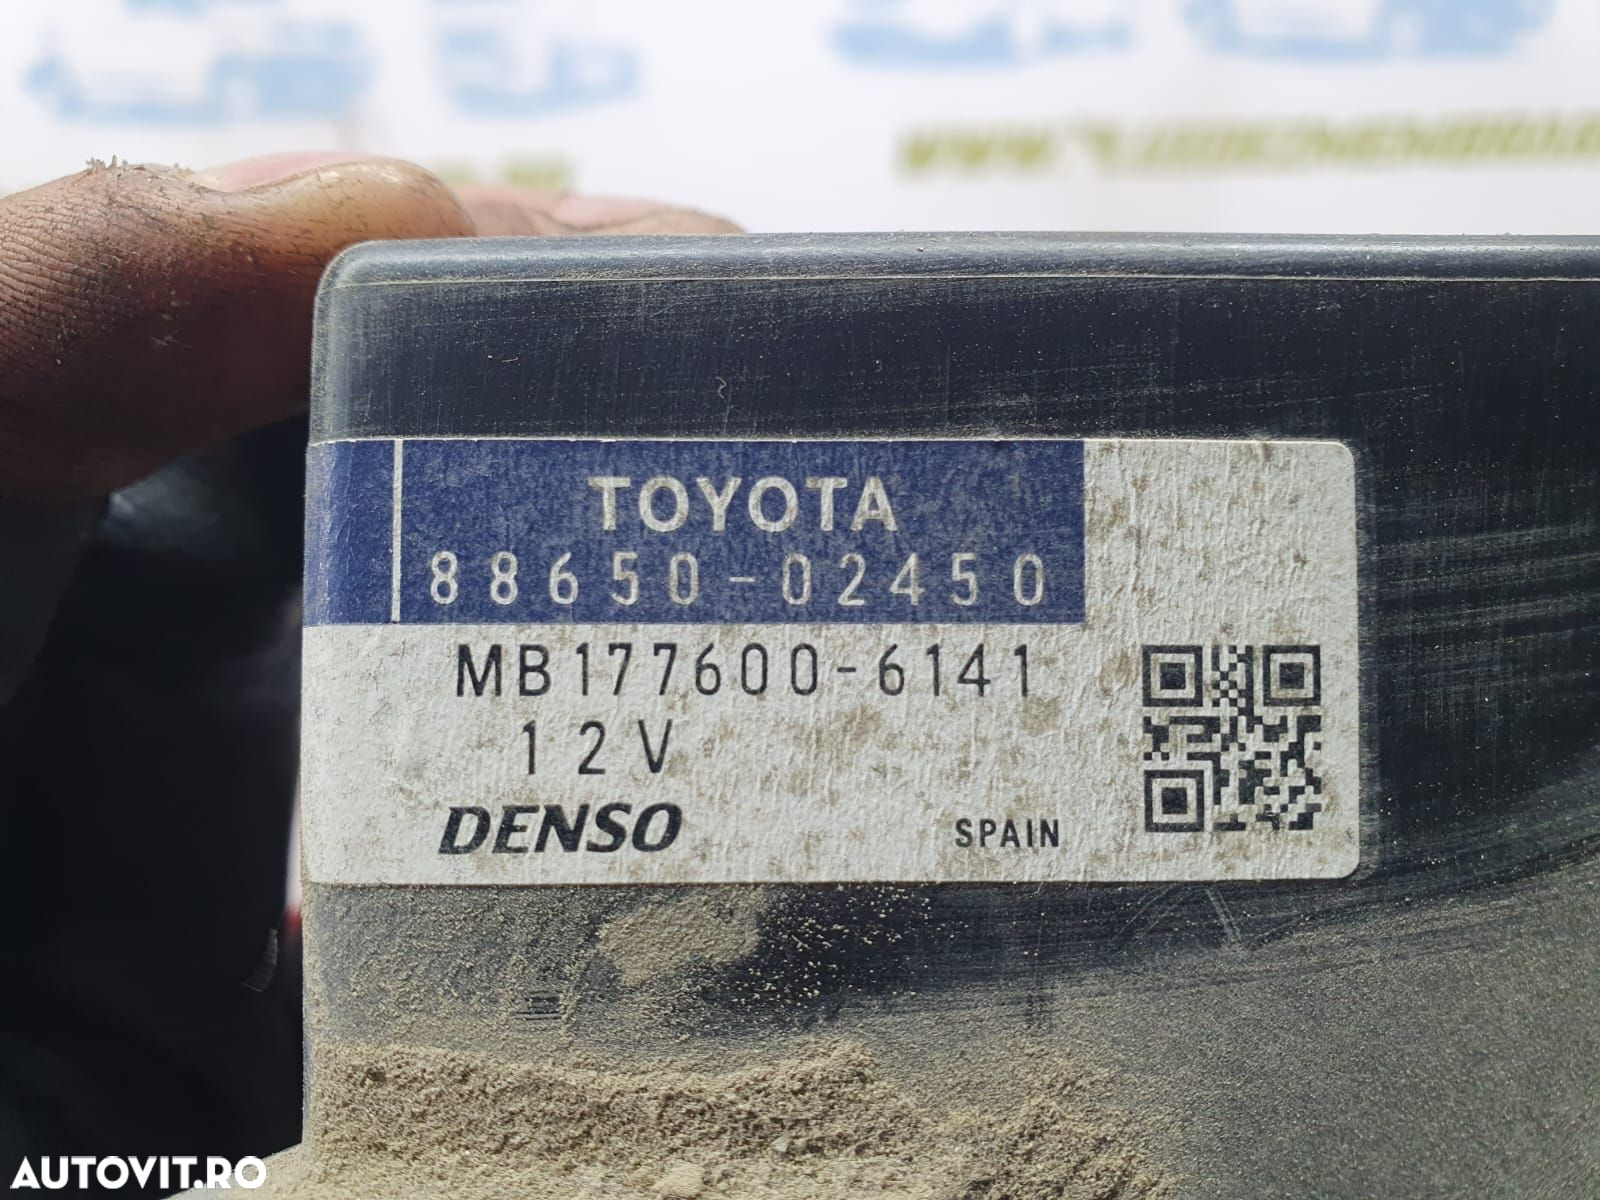 TOYOTA
88650-02450
MB177600-6141
12V
DENSO
SPAIN
AUTOVIT.RO